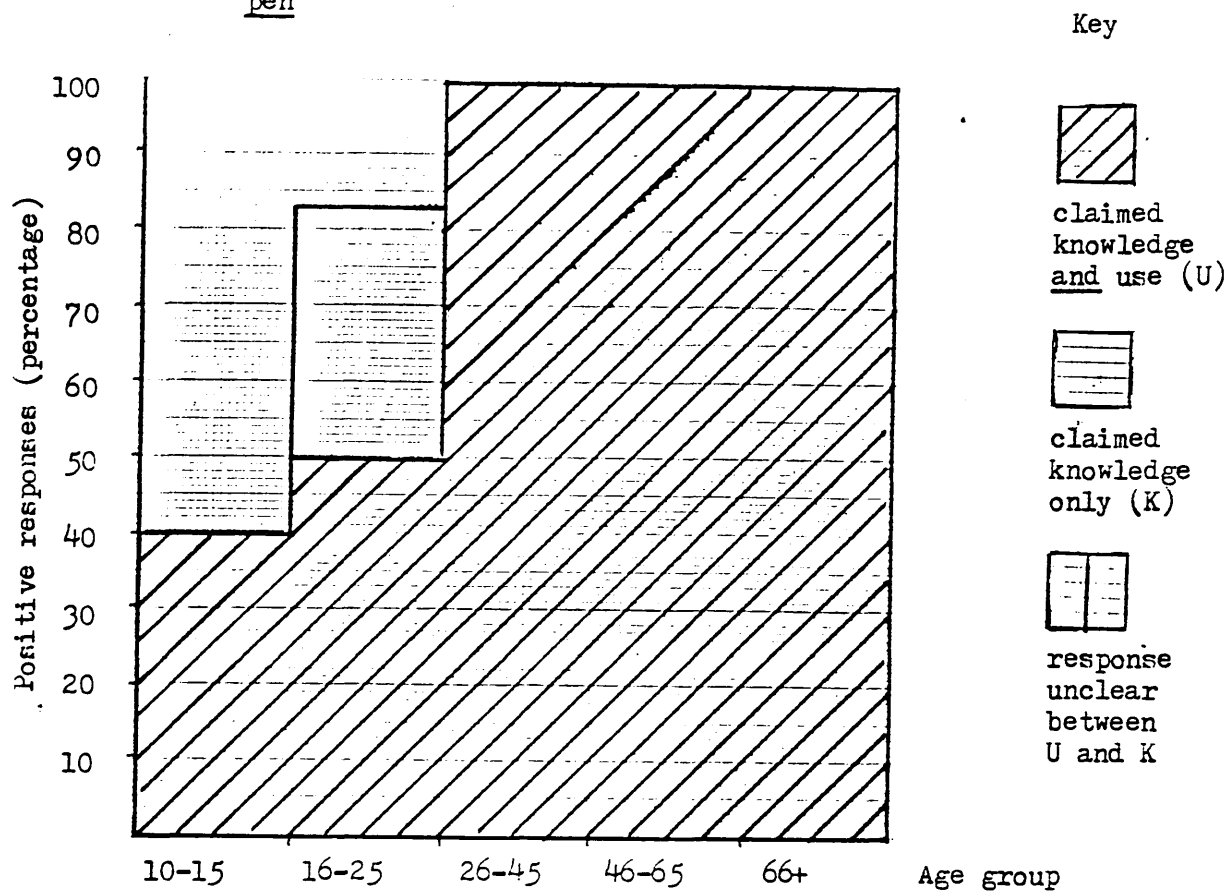 pen
Key
100
90
80
70
60
50
40
30
20
10
Positive responses (percentage)
10-15 16-25 26-45 46-65 66+ Age group
claimed
knowledge
and use (U)
claimed
knowledge
only (K)
response
unclear
between
U and K